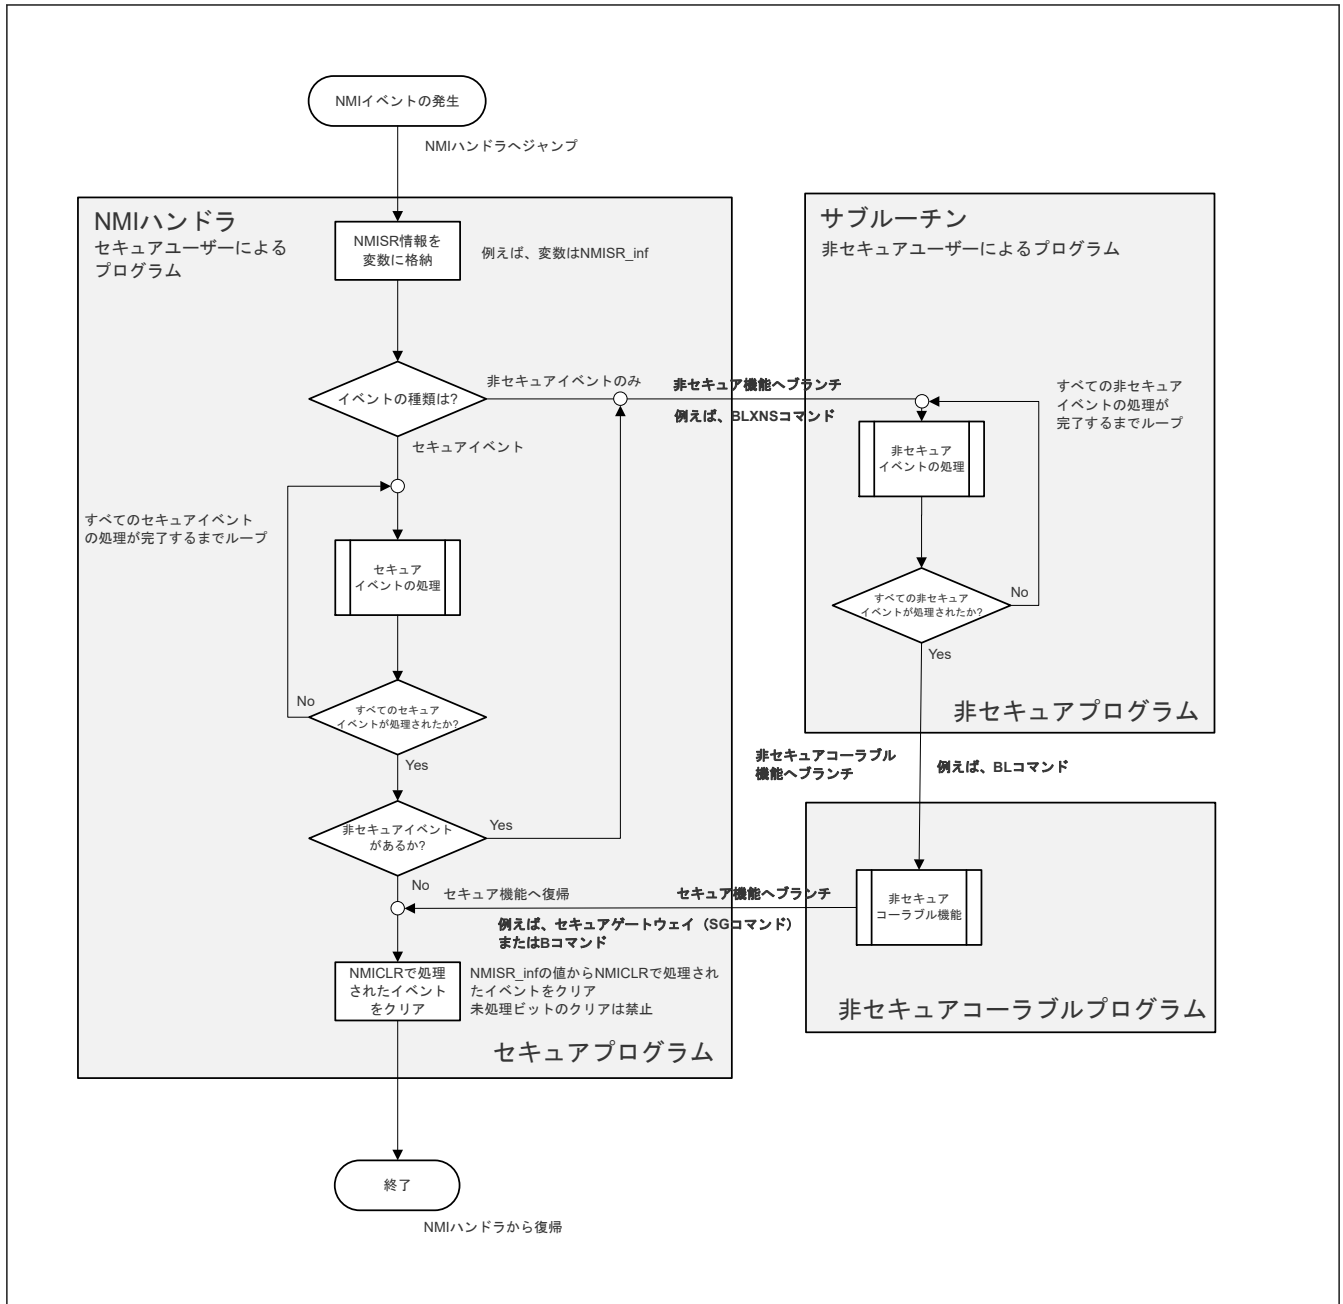 NMIイベントの発生
NMIハンドラへジャンプ
NMIハンドラ
セキュアユーザーによる
プログラム
NMISR情報を
変数に格納
例えば、変数はNMISR_inf
イベントの種類は?
非セキュアイベントのみ
セキュアイベント
すべてのセキュアイベント
の処理が完了するまでループ
セキュア
イベントの処理
すべてのセキュア
イベントが処理されたか?
No
Yes
非セキュアイベント
があるか?
Yes
No
セキュア機能へ復帰
NMICLRで処理
されたイベント
をクリア
NMISR_infの値からNMICLRで処理され
たイベントをクリア
未処理ビットのクリアは禁止
セキュアプログラム
非セキュア機能へブランチ
例えば、BLXNSコマンド
サブルーチン
非セキュアユーザーによるプログラム
すべての非セキュア
イベントの処理が
完了するまでループ
非セキュア
イベントの処理
すべての非セキュア
イベントが処理されたか?
No
Yes
非セキュアプログラム
非セキュアコーラブル
機能へブランチ
例えば、BLコマンド
非セキュア
コーラブル機能
非セキュアコーラブルプログラム
セキュア機能へブランチ
例えば、セキュアゲートウェイ（SGコマンド）
またはBコマンド
終了
NMIハンドラから復帰